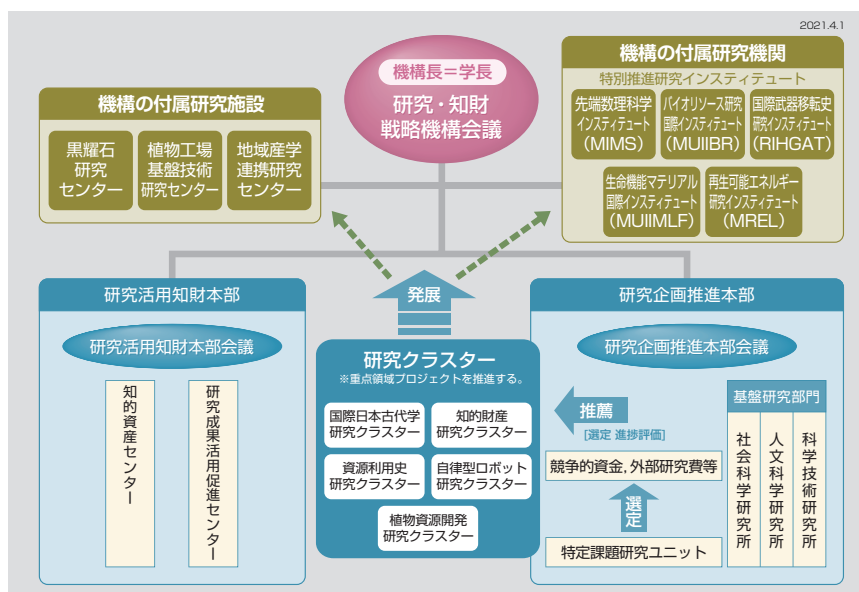 2021.4.1
機構長＝学長
研究・知財
戦略機構会議
機構の付属研究施設
黒耀石
研究
センター
植物工場
基盤技術
研究センター
地域産学
連携研究
センター
機構の付属研究機関
特別推進研究インスティテュート
先端数理科学
インスティテュート
(MIMS)
バイオリソース研究
国際インスティテュート
(MUIIBR)
国際武器移転史
研究インスティテュート
(RIHGAT)
生命機能マテリアル
国際インスティテュート
(MUIIMLF)
再生可能エネルギー
研究インスティテュート
(MREL)
研究活用知財本部
研究活用知財本部会議
知的資産センター
研究成果活用促進センター
発展
研究クラスター
※重点領域プロジェクトを推進する。
国際日本古代学
研究クラスター
知的財産
研究クラスター
資源利用史
研究クラスター
自律型ロボット
研究クラスター
植物資源開発
研究クラスター
研究企画推進本部
研究企画推進本部会議
推薦
[選定 進捗評価]
競争的資金,外部研究費等
選定
特定課題研究ユニット
基盤研究部門
社会科学研究所
人文科学研究所
科学技術研究所